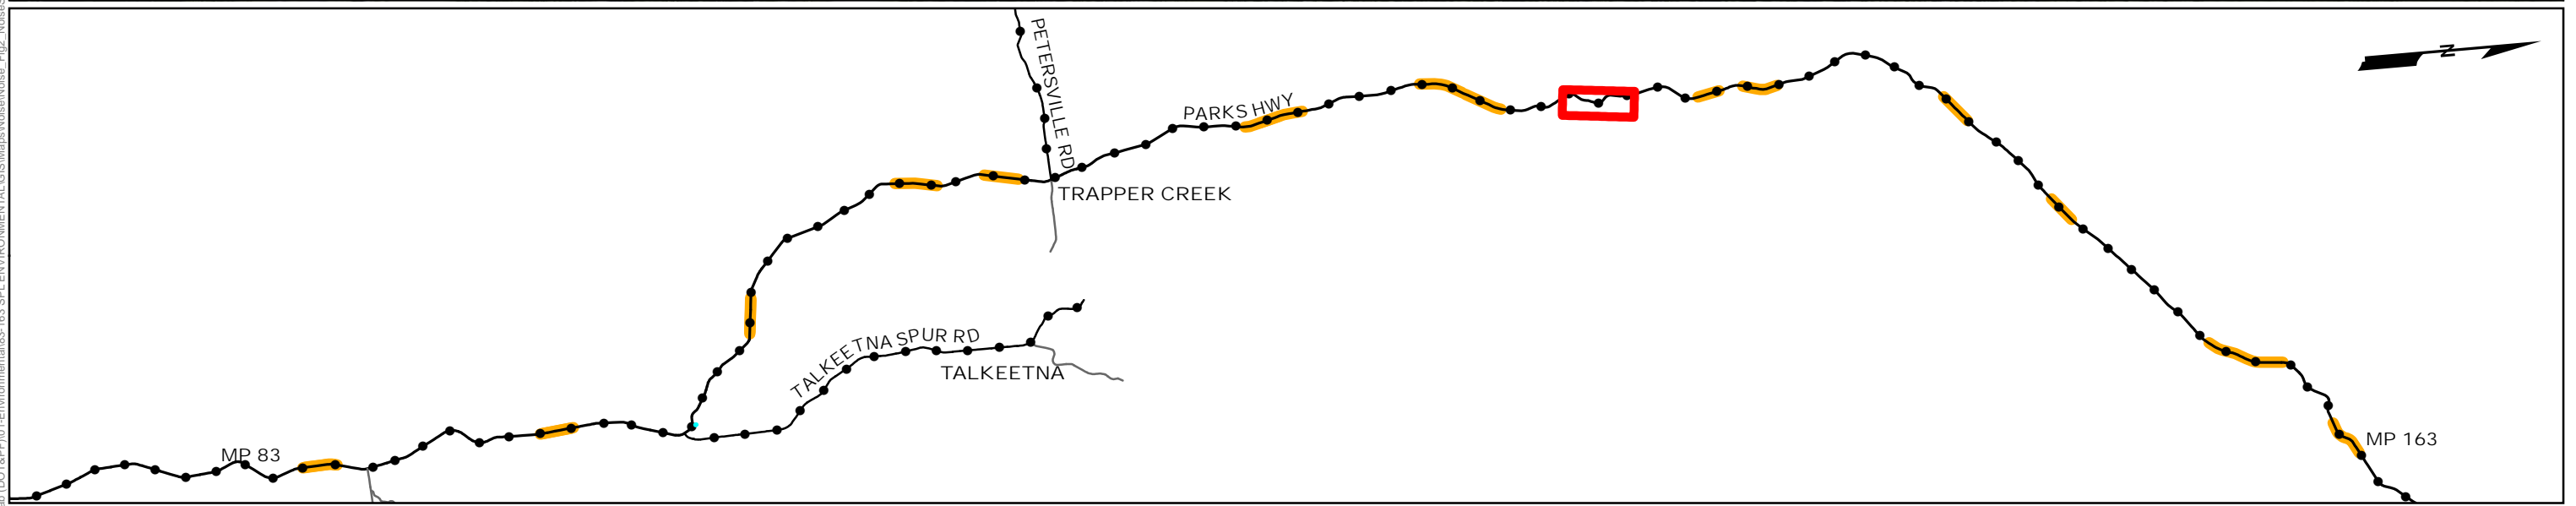 PETERSVILLE RD
PARKS HWY
N
TRAPPER CREEK
TALKEETNA SPUR RD
TALKEETNA
MP 83
MP 163